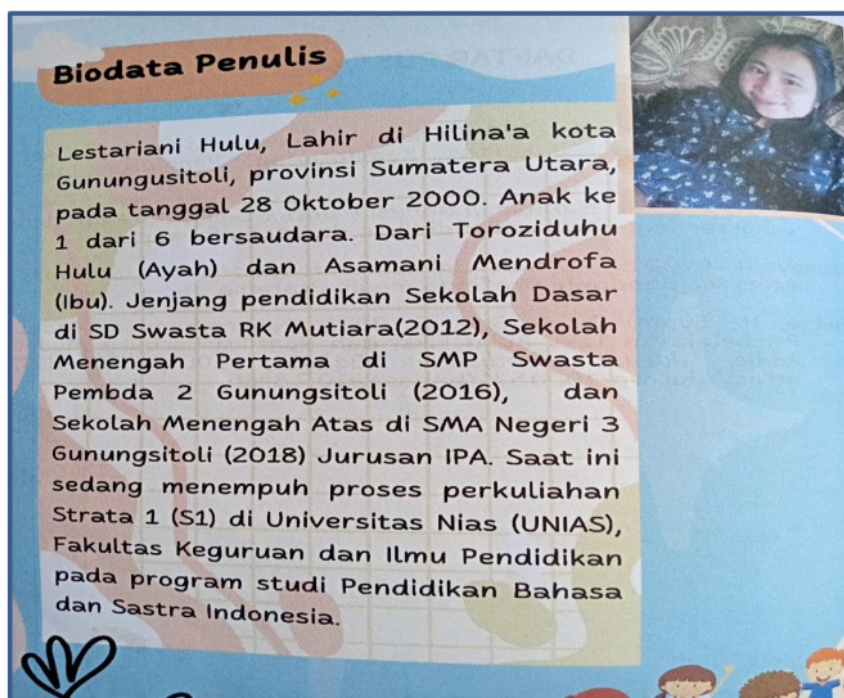 Biodata Penulis
Lestariani Hulu, Lahir di Hilina'a kota
Gunungusitoli, provinsi Sumatera Utara,
pada tanggal 28 Oktober 2000. Anak ke
1 dari 6 bersaudara. Dari Toroziduhu
Hulu (Ayah) dan Asamani Mendrofa
(Ibu). Jenjang pendidikan Sekolah Dasar
di SD Swasta RK Mutiara(2012), Sekolah
Menengah Pertama di SMP Swasta
Pembda 2 Gunungsitoli (2016), dan
Sekolah Menengah Atas di SMA Negeri 3
Gunungsitoli (2018) Jurusan IPA. Saat ini
sedang menempuh proses perkuliahan
Strata 1 (S1) di Universitas Nias (UNIAS),
Fakultas Keguruan dan Ilmu Pendidikan
pada program studi Pendidikan Bahasa
dan Sastra Indonesia.